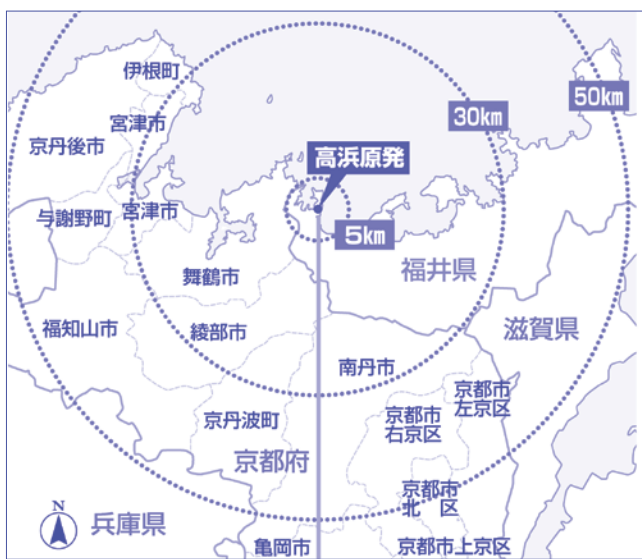 伊根町
50km
30km
宮津市
京丹後市
高浜原発
与謝野町
宮津市
5km
舞鶴市
福井県
福知山市
綾部市
滋賀県
南丹市
京都市
左京区
京丹波町
京都市
右京区
京都府
京都市
北 区
N
兵庫県
亀岡市
京都市上京区